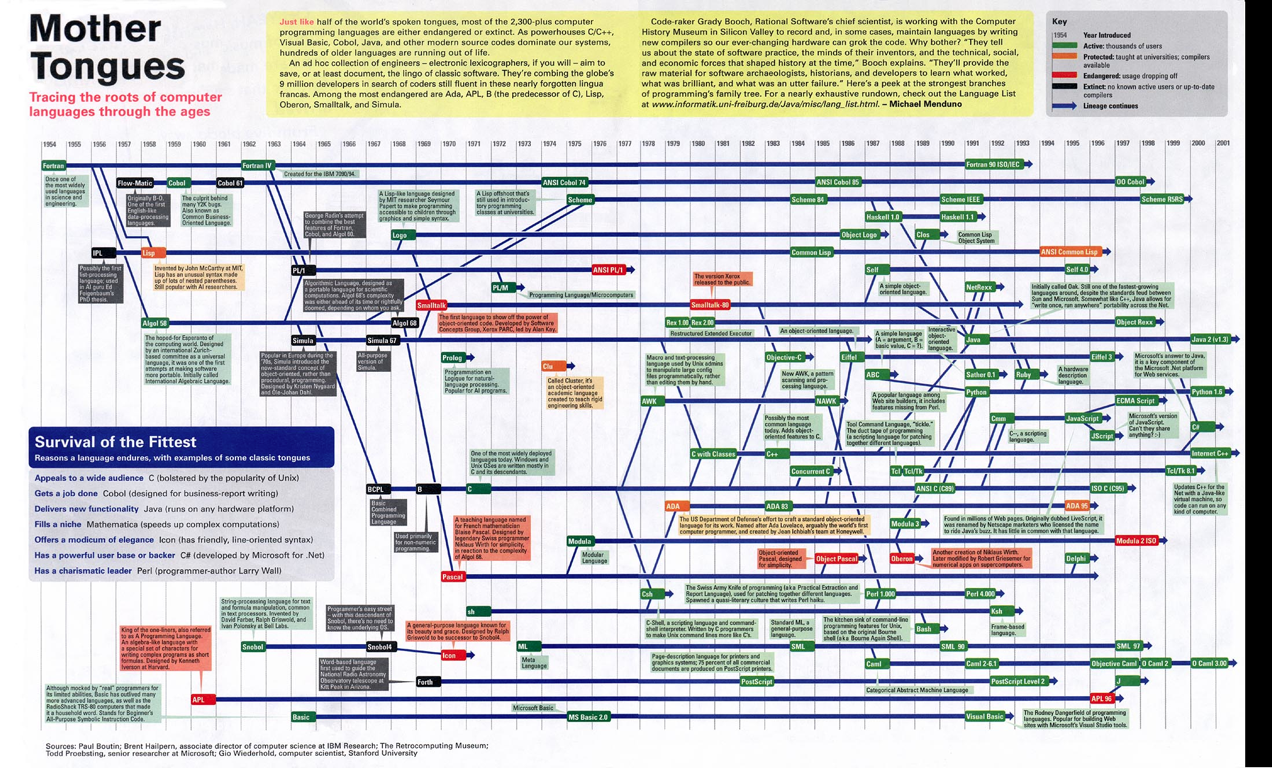 Mother
Tongues
Tracing the roots of computer
languages through the ages
Just like half of the world's spoken tongues, most of the 2,300-plus computer
programming languages are either endangered or extinct. As powerhouses C/C++,
Visual Basic, Cobol, Java, and other modern source codes dominate our systems,
hundreds of older languages are running out of life.
An ad hoc collection of engineers – electronic lexicographers, if you will – aim to
save, or at least document, the lingo of classic software. They're combing the globe's
9 million developers in search of coders still fluent in these nearly forgotten lingua
francas. Among the most endangered are Ada, APL, B (the predecessor of C), Lisp,
Oberon, Smalltalk, and Simula.
Code-raker Grady Booch, Rational Software's chief scientist, is working with the Computer
History Museum in Silicon Valley to record and, in some cases, maintain languages by writing
new compilers so our ever-changing hardware can grok the code. Why bother? "They tell
us about the state of software practice, the minds of their inventors, and the technical, social,
and economic forces that shaped history at the time," Booch explains. "They'll provide the
raw material for software archaeologists, historians, and developers to learn what worked,
what was brilliant, and what was an utter failure." Here's a peek at the strongest branches
of programming's family tree. For a nearly exhaustive rundown, check out the Language List
at www.informatik.uni-freiburg.de/Java/misc/lang_list.html. – Michael Menduno
Key
1954 Year Introduced
Active: thousands of users
Protected: taught at universities; compilers
available
Endangered: usage dropping off
Extinct: no known active users or up-to-date
compilers
Lineage continues
1954 1955 1956 1957 1958 1959 1960 1961 1962 1963 1964 1965 1966 1967 1968 1969 1970 1971 1972 1973 1974 1975 1976 1977 1978 1979 1980 1981 1982 1983 1984 1985 1986 1987 1988 1989 1990 1991 1992 1993 1994 1995 1996 1997 1998 1999 2000 2001
Fortran
Fortran IV
Fortran 90 ISO/IEC
Created for the IBM 7090/94.
Once one of
the most widely
used languages
in science and
engineering.
Flow-Matic
Cobol
Cobol 61
ANSI Cobol 74
ANSI Cobol 85
OO Cobol
Originally B-O.
One of the first
English-like
data-processing
languages.
The culprit behind
many Y2K bugs.
Also known as
Common Business-
Oriented Language.
A Lisp-like language designed
by MIT researcher Seymour
Papert to make programming
accessible to children through
graphics and simple syntax.
A Lisp offshoot that's
still used in introduc-
tory programming
classes at universities.
Scheme
Scheme 84
Scheme IEEE
Scheme R5RS
George Radin's attempt
to combine the best
features of Fortran,
Cobol, and Algol 60.
Haskell 1.0
Haskell 1.1
Logo
Object Logo
Clos
Common Lisp
Object System
IPL
Lisp
Common Lisp
ANSI Common Lisp
Possibly the first
list-processing
language; used
in AI guru Ed
Feigenbaum's
PhD thesis.
Invented by John McCarthy at MIT,
Lisp has an unusual syntax made
up of lots of nested parentheses.
Still popular with AI researchers.
PL/1
ANSI PL/1
Self
Self 4.0
The version Xerox
released to the public.
A simple object-
oriented language.
Algorithmic Language, designed
as a portable language for scientific
computations. Algol 68's complexity
was either ahead of its time or rightfully
doomed, depending on whom you ask.
PL/M
Programming Language/Microcomputers
NetRexx
Initially called Oak. Still one of the fastest-growing
languages around, despite the standards feud between
Sun and Microsoft. Somewhat like C++, Java allows for
"write once, run anywhere" portability across the Net.
Smalltalk
Smalltalk-80
The first language to show off the power of
object-oriented code. Developed by Software
Concepts Group, Xerox PARC, led by Alan Kay.
Algol 58
Algol 68
Rex 1.00
Rex 2.00
Object Rexx
Restructured Extended Executor
An object-oriented language.
A simple language
(A = argument, B =
basic value, C = ?).
Interactive
object-
oriented
language.
The hoped-for Esperanto of
the computing world. Designed
by an international Zurich-
based committee as a universal
language, it was one of the first
attempts at making software
more portable. Initially called
International Algebraic Language.
Simula
Simula 67
Java
Java 2 (v1.3)
Popular in Europe during the
70s, Simula introduced the
now-standard concept of
object-oriented, rather than
procedural, programming.
Designed by Kristen Nygaard
and Ole-Johan Dahl.
All-purpose
version of
Simula.
Prolog
Programmation en
Logique for natural-
language processing.
Popular for AI programs.
Clu
Called Cluster, it's
an object-oriented
academic language
created to teach rigid
engineering skills.
Macro and text-processing
language used by Unix admins
to manipulate large config
files programmatically, rather
than editing them by hand.
Objective-C
Eiffel
Eiffel 3
Now AWK, a pattern
scanning and pro-
cessing language.
ABC
Sather 0.1
Ruby
A hardware
description
language.
Microsoft's answer to Java,
it is a key component of
the Microsoft .Net platform
for Web services.
Python
Python 1.6
A popular language among
Web site builders, it includes
features missing from Perl.
AWK
NAWK
ECMA Script
Possibly the most
common language
today. Adds object-
oriented features to C.
Tool Command Language, "tickle."
The duct tape of programming
(a scripting language for patching
together different languages).
Cmm
C--, a scripting
language.
JavaScript
JScript
Microsoft's version
of JavaScript.
Can't they share
anything? :-)
C#
Survival of the Fittest
Reasons a language endures, with examples of some classic tongues
Appeals to a wide audience C (bolstered by the popularity of Unix)
Gets a job done Cobol (designed for business-report writing)
Delivers new functionality Java (runs on any hardware platform)
Fills a niche Mathematica (speeds up complex computations)
Offers a modicum of elegance Icon (has friendly, line-oriented syntax)
Has a powerful user base or backer C# (developed by Microsoft for .Net)
Has a charismatic leader Perl (programmer-author Larry Wall)
One of the most widely deployed
languages today. Windows and
Unix OSes are written mostly in
C and its descendants.
C with Classes
C++
Internet C++
Concurrent C
Tcl
Tcl/Tk
Tcl/Tk 8.1
BCPL
B
C
ANSI C (C89)
ISO C (C95)
Updates C++ for the
Net with a Java-like
virtual machine, so
code can run on any
kind of computer.
Basic
Combined
Programming
Language
Used primarily
for non-numeric
programming.
ADA
ADA 83
ADA 95
A teaching language named
for French mathematician
Blaise Pascal. Designed by
legendary Swiss programmer
Niklaus Wirth for simplicity,
in reaction to the complexity
of Algol 68.
The US Department of Defense's effort to craft a standard object-oriented
language for its work. Named after Ada Lovelace, arguably the world's first
computer programmer, and created by Jean Ichbiah's team at Honeywell.
Modula 3
Found in millions of Web pages. Originally dubbed LiveScript, it
was renamed by Netscape marketers who licensed the name
to ride Java's buzz. It has little in common with that language.
Modula
Modular
Language
Modula 2 ISO
Object-oriented
Pascal, designed
for simplicity.
Object Pascal
Oberon
Another creation of Niklaus Wirth.
Later modified by Robert Griesemer for
numerical apps on supercomputers.
Delphi
Pascal
Csh
The Swiss Army Knife of programming (aka Practical Extraction and
Report Language), used for patching together different languages.
Spawned a quasi-literary culture that writes Perl haiku.
Perl 1.000
Perl 4.000
sh
Ksh
Frame-based
language.
String-processing language for text
and formula manipulation, common
in text processors. Invented by
David Farber, Ralph Griswold, and
Ivan Polonsky at Bell Labs.
Programmer's easy street
– with this descendant of
Snobol, there's no need to
know the underlying OS.
C-Shell, a scripting language and command-
shell interpreter. Written by C programmers
to make Unix command lines more like C's.
Standard ML, a
general-purpose
language.
The kitchen sink of command-line
programming features for Unix,
based on the original Bourne
shell (aka Bourne Again Shell).
Bash
King of the one-liners, also referred
to as A Programming Language.
An algebra-like language with
a special set of characters for
writing complex programs as short
formulas. Designed by Kenneth
Iverson at Harvard.
A general-purpose language known for
its beauty and grace. Designed by Ralph
Griswold to be successor to Snobol4.
Snobol
Snobol4
Icon
ML
Meta
Language
SML
SML 90
SML 97
Page-description language for printers and
graphics systems; 75 percent of all commercial
documents are produced on PostScript printers.
Caml
Caml 2-6.1
Objective Caml
O Caml 2
O Caml 3.00
Word-based language
first used to guide the
National Radio Astronomy
Observatory telescope at
Kitt Peak in Arizona.
Forth
PostScript
PostScript Level 2
J
Categorical Abstract Machine Language
Although mocked by "real" programmers for
its limited abilities, Basic has outlived many
more advanced languages, as well as the
RadioShack TRS-80 computers that made
it a household word. Stands for Beginner's
All-Purpose Symbolic Instruction Code.
APL
APL 96
Basic
Microsoft Basic
MS Basic 2.0
Visual Basic
The Rodney Dangerfield of programming
languages. Popular for building Web
sites with Microsoft's Visual Studio tools.
Sources: Paul Boutin; Brent Hailpern, associate director of computer science at IBM Research; The Retrocomputing Museum;
Todd Proebsting, senior researcher at Microsoft; Gio Wiederhold, computer scientist, Stanford University